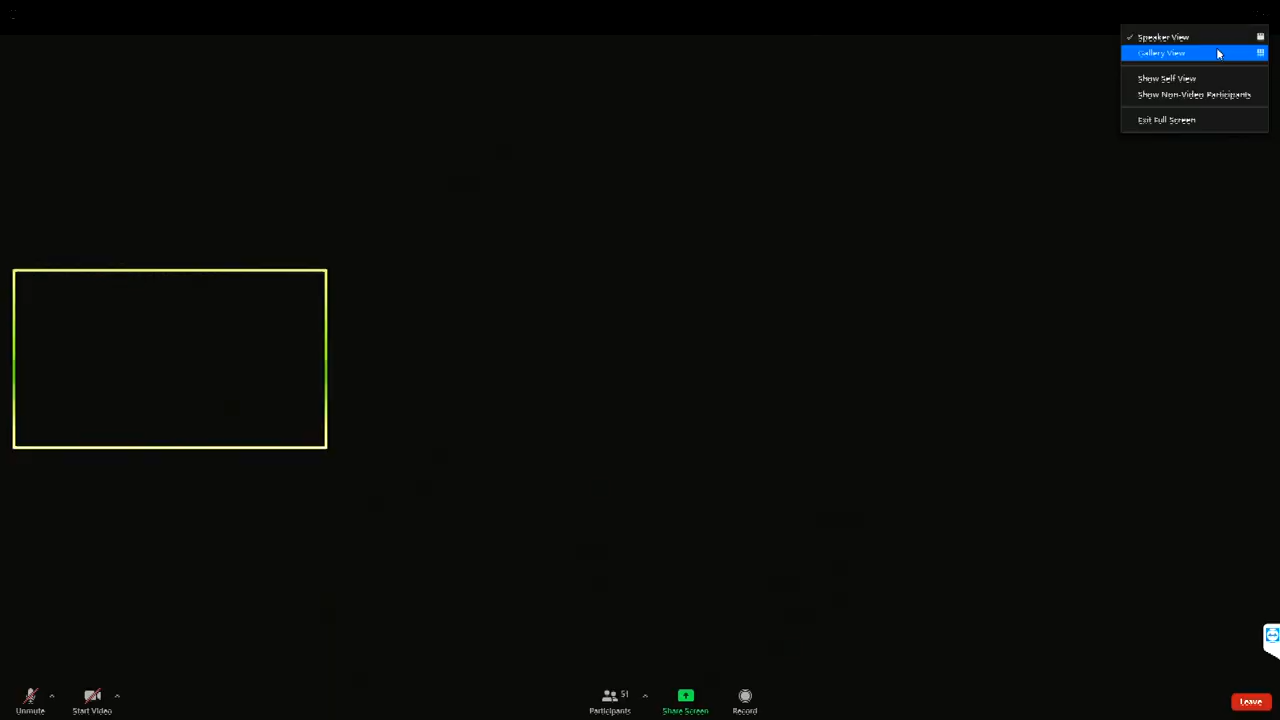 Speaker View
Gallery View
Show Self View
Show Non-Video Participants
Exit Full Screen
Unmute
Start Video
51
Participants
Share Screen
Record
Leave